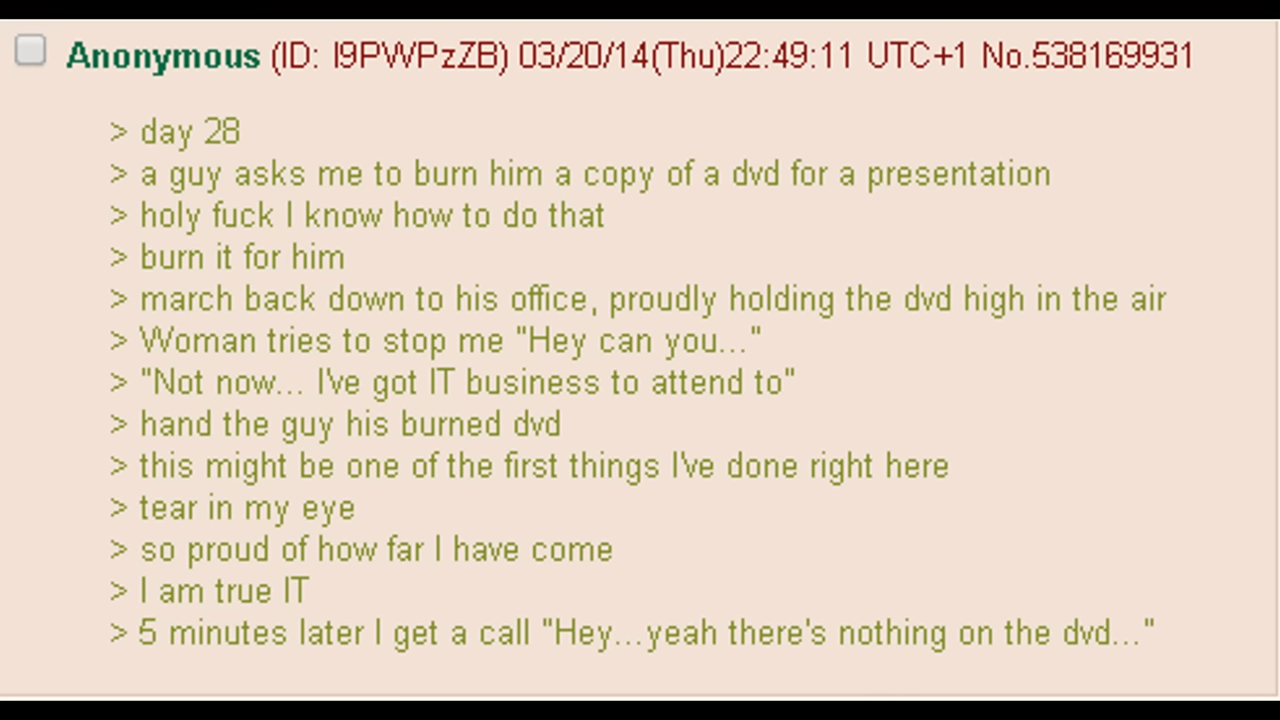 Anonymous (ID: I9PWPzZB) 03/20/14(Thu)22:49:11 UTC+1 No.538169931
> day 28
> a guy asks me to burn him a copy of a dvd for a presentation
> holy fuck I know how to do that
> burn it for him
> march back down to his office, proudly holding the dvd high in the air
> Woman tries to stop me "Hey can you..."
> "Not now... I've got IT business to attend to"
> hand the guy his burned dvd
> this might be one of the first things I've done right here
> tear in my eye
> so proud of how far I have come
> I am true IT
> 5 minutes later I get a call "Hey...yeah there's nothing on the dvd..."